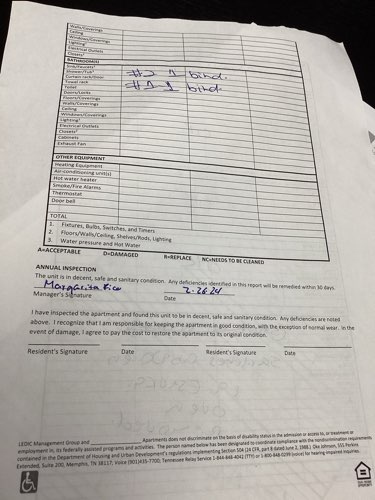 Walls/Coverings
Ceiling
Windows/Coverings
Lighting¹
Electrical Outlets
Closets²
BATHROOM(S)
Sink/Faucets³
Shower/Tub³ #2 1 bind.
Curtain rack/Door #1 1 bind.
Towel rack
Toilet
Doors/Locks
Floors/Coverings
Walls/Coverings
Ceiling
Windows/Coverings
Lighting¹
Electrical Outlets
Closets²
Cabinets
Exhaust Fan
OTHER EQUIPMENT
Heating Equipment
Air-conditioning unit(s)
Hot water heater
Smoke/Fire Alarms
Thermostat
Door bell
TOTAL
1. Fixtures, Bulbs, Switches, and Timers
2. Floors/Walls/Ceiling, Shelves/Rods, Lighting
3. Water pressure and Hot Water
A=ACCEPTABLE D=DAMAGED R=REPLACE NC=NEEDS TO BE CLEANED
ANNUAL INSPECTION
The unit is in decent, safe and sanitary condition. Any deficiencies identified in this report will be remedied within 30 days.
Margarita Rico 2-26-24
Manager's Signature Date
I have inspected the apartment and found this unit to be in decent, safe and sanitary condition. Any deficiencies are noted
above. I recognize that I am responsible for keeping the apartment in good condition, with the exception of normal wear. In the
event of damage, I agree to pay the cost to restore the apartment to its original condition.
Resident's Signature Date Resident's Signature Date
LEDIC Management Group and Apartments does not discriminate on the basis of disability status in the admission or access to, or treatment or
employment in, its federally assisted programs and activities. The person named below has been designated to coordinate compliance with the nondiscrimination requirements
contained in the Department of Housing and Urban Development's regulations implementing Section 504 (24 CFR, part 8 dated June 2, 1988.) Oke Johnson, 555 Perkins
Extended, Suite 200, Memphis, TN 38117, Voice (901)435-7700, Tennessee Relay Service 1-844-848-4042 (TTY) or 1-800-848-0299 (voice) for hearing impaired inquiries.